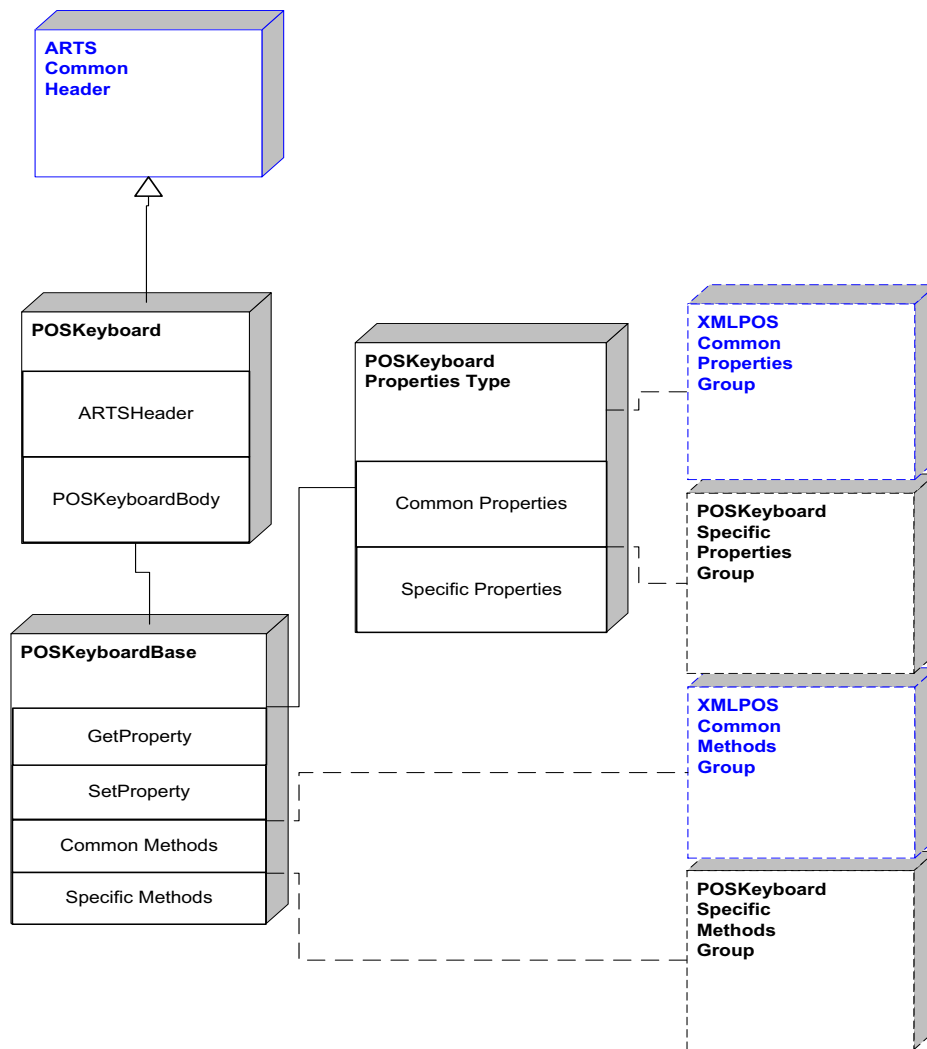 ARTS
Common
Header
POSKeyboard
ARTSHeader
POSKeyboardBody
POSKeyboardBase
GetProperty
SetProperty
Common Methods
Specific Methods
POSKeyboard
Properties Type
Common Properties
Specific Properties
XMLPOS
Common
Properties
Group
POSKeyboard
Specific
Properties
Group
XMLPOS
Common
Methods
Group
POSKeyboard
Specific
Methods
Group